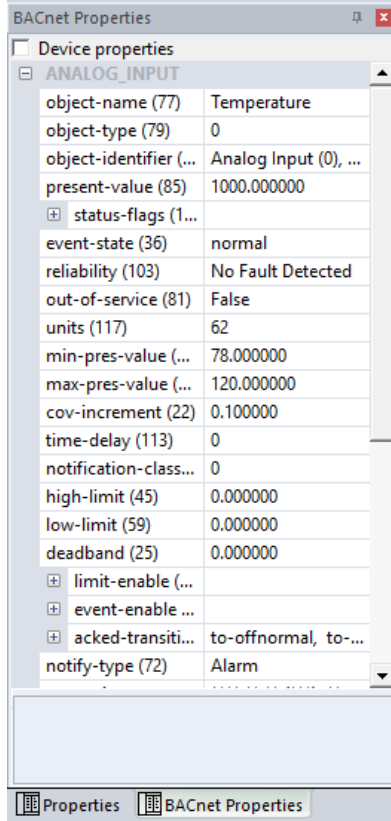 BACnet Properties
Device properties
ANALOG_INPUT
object-name (77) Temperature
object-type (79) 0
object-identifier (... Analog Input (0), ...
present-value (85) 1000.000000
status-flags (1...
event-state (36) normal
reliability (103) No Fault Detected
out-of-service (81) False
units (117) 62
min-pres-value (... 78.000000
max-pres-value (... 120.000000
cov-increment (22) 0.100000
time-delay (113) 0
notification-class... 0
high-limit (45) 0.000000
low-limit (59) 0.000000
deadband (25) 0.000000
limit-enable (...
event-enable ...
acked-transiti... to-offnormal, to-...
notify-type (72) Alarm
Properties BACnet Properties